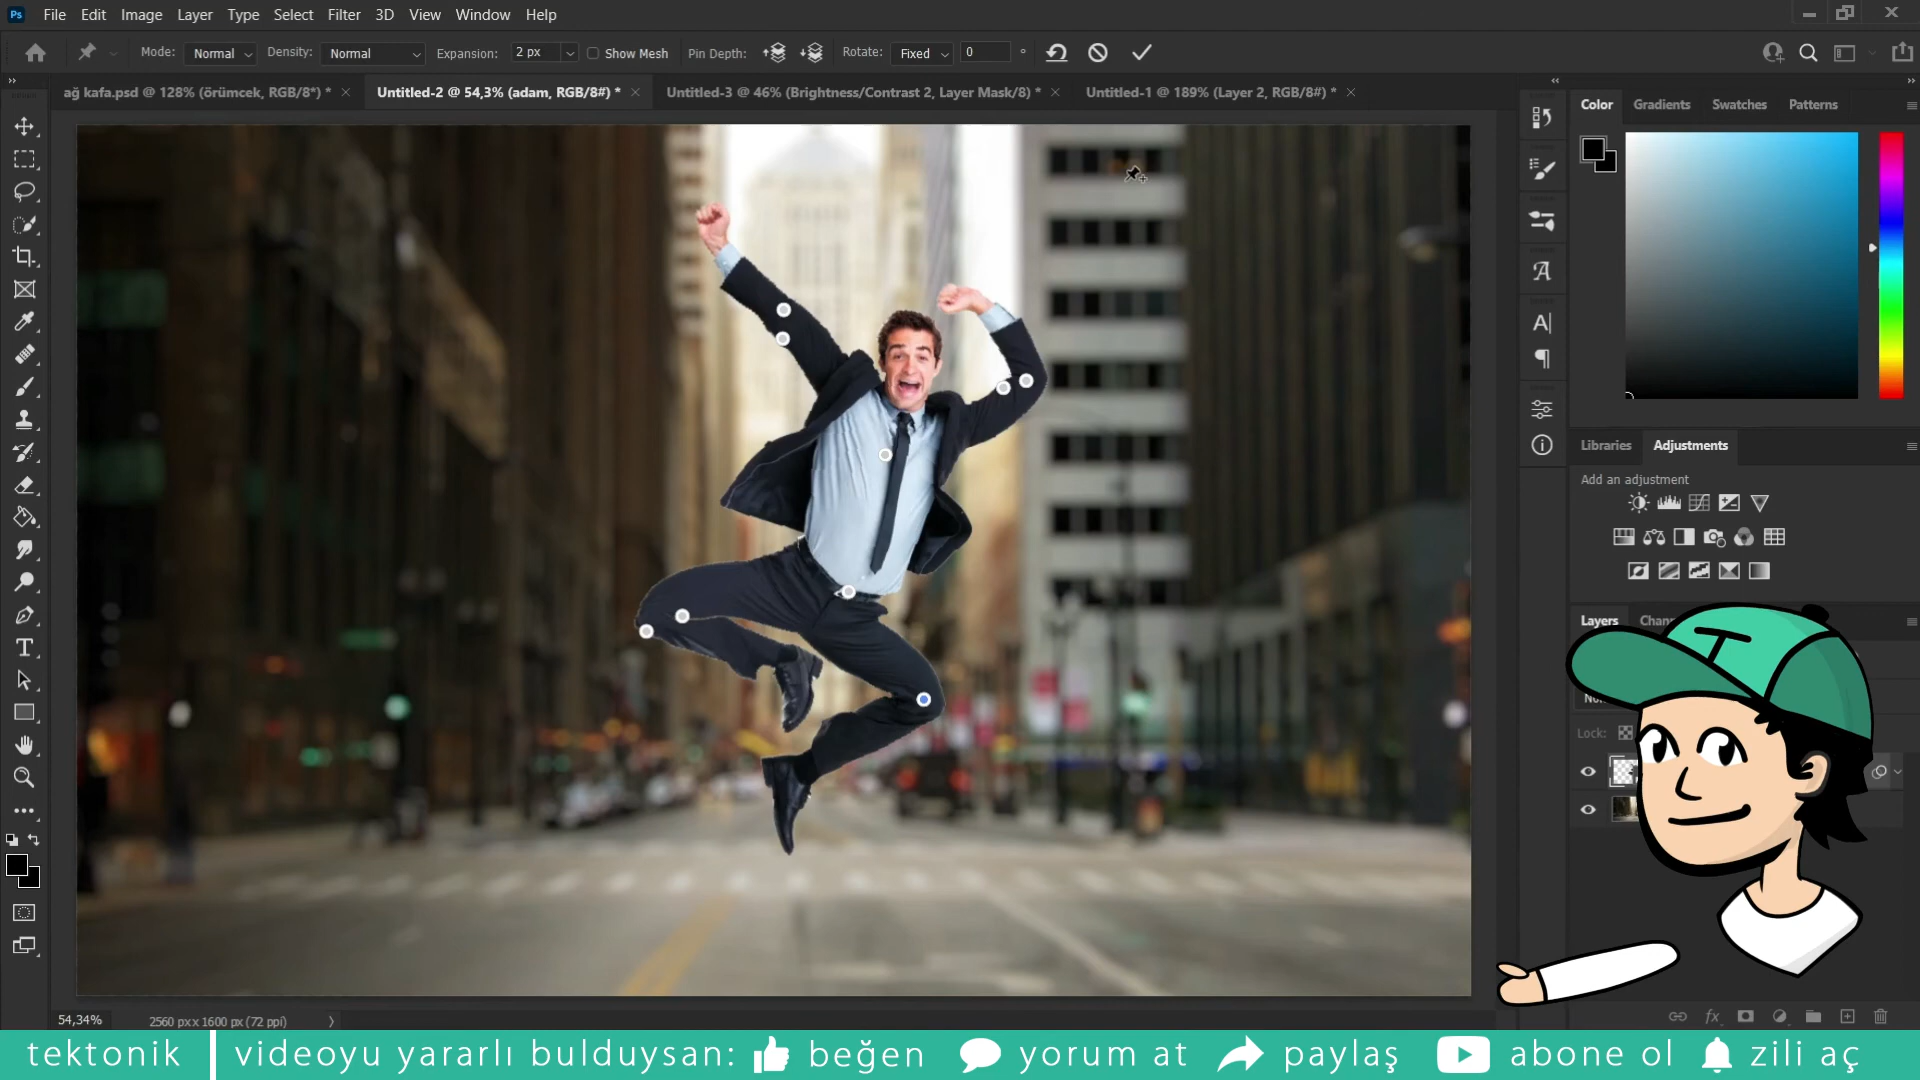 Ps File Edit Image Layer Type Select Filter 3D View Window Help
Mode: Normal Density: Normal Expansion: 2 px Show Mesh Pin Depth: Rotate: Fixed 0 °
ağ kafa.psd @ 128% (örümcek, RGB/8*) * Untitled-2 @ 54,3% (adam, RGB/8#) * Untitled-3 @ 46% (Brightness/Contrast 2, Layer Mask/8) * Untitled-1 @ 189% (Layer 2, RGB/8#) *
Color Gradients Swatches Patterns
Libraries Adjustments
Add an adjustment
Layers
Lock:
54,34% 2560 px x 1600 px (72 ppi)
tektonik videoyu yararlı bulduysan: beğen yorum at paylaş abone ol zili aç